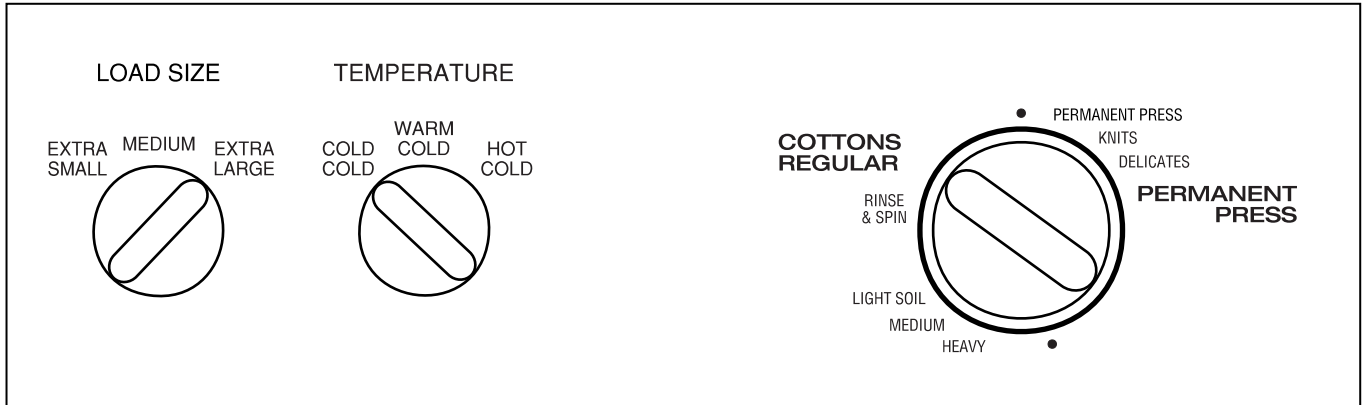 LOAD SIZE
EXTRA
SMALL
MEDIUM
EXTRA
LARGE
TEMPERATURE
COLD
COLD
WARM
COLD
HOT
COLD
COTTONS
REGULAR
RINSE
& SPIN
LIGHT SOIL
MEDIUM
HEAVY
PERMANENT PRESS
KNITS
DELICATES
PERMANENT
PRESS